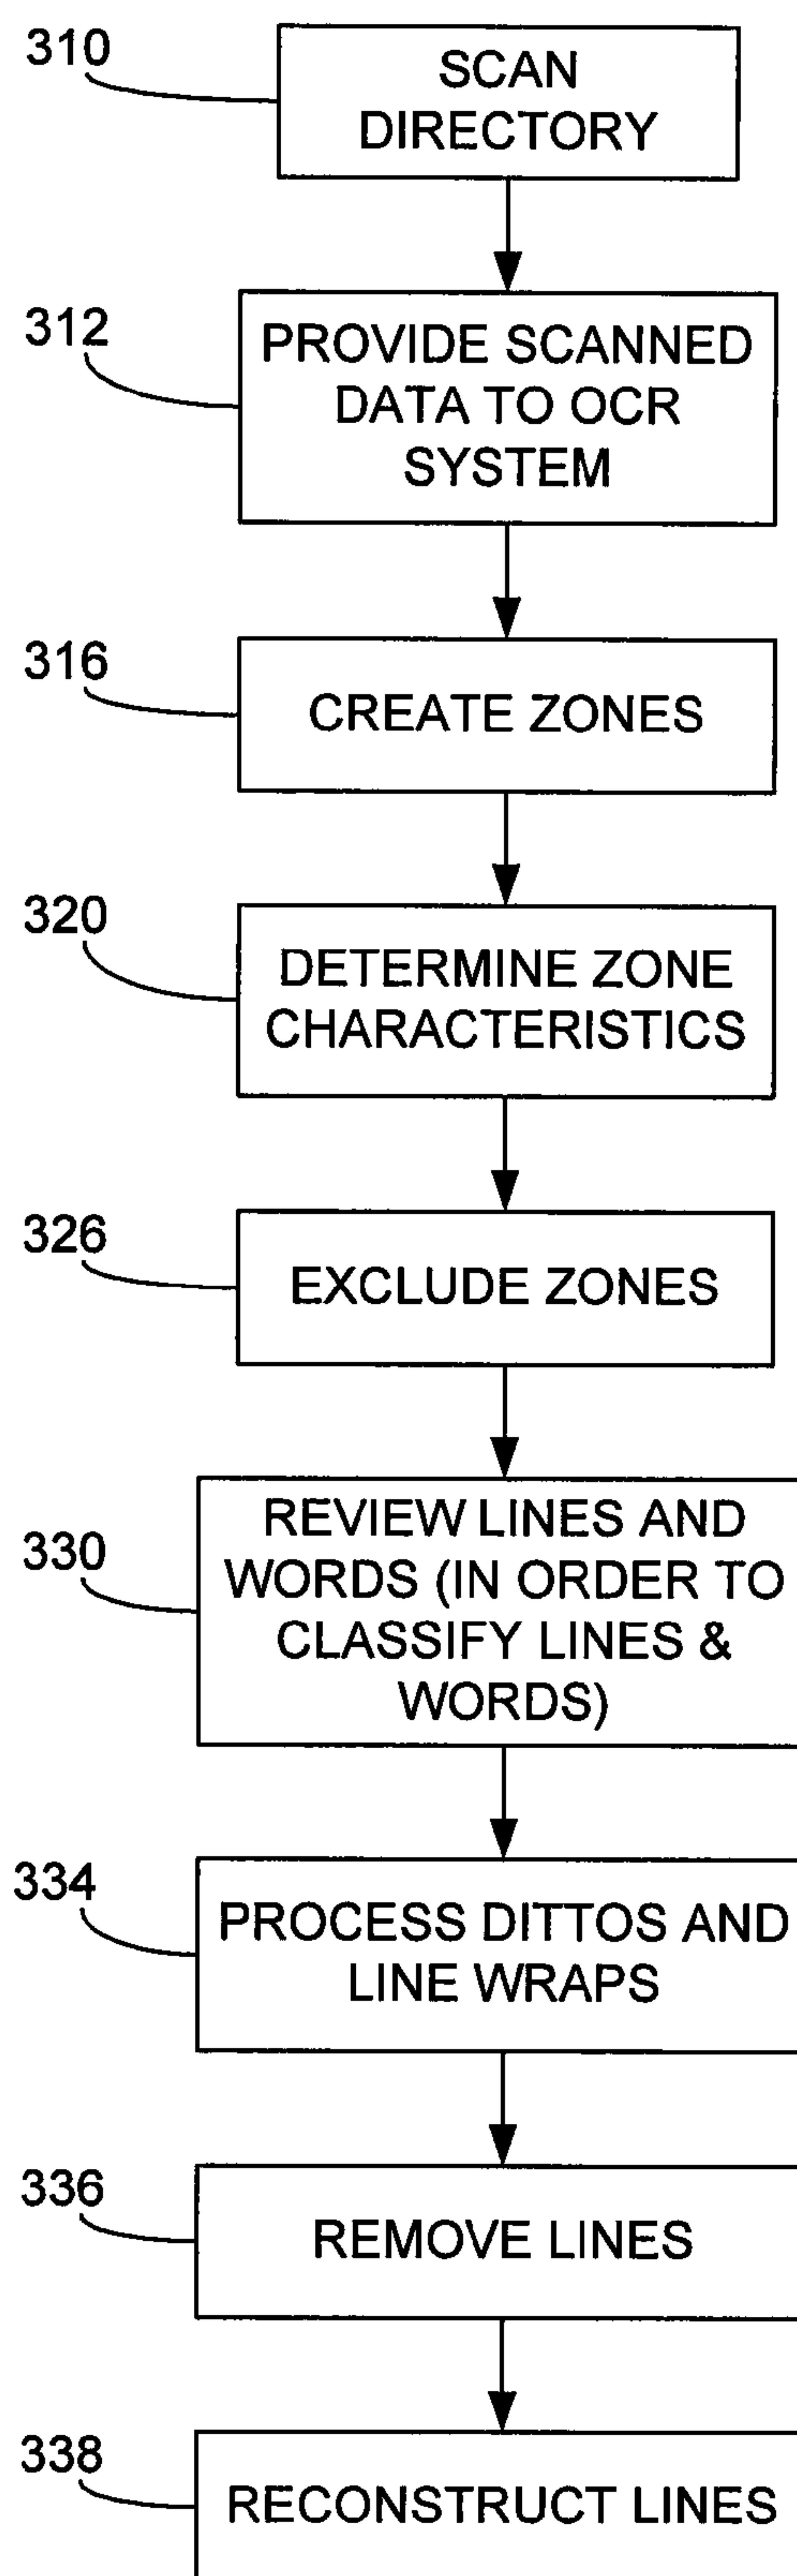 310
SCAN
DIRECTORY
312
PROVIDE SCANNED
DATA TO OCR
SYSTEM
316
CREATE ZONES
320
DETERMINE ZONE
CHARACTERISTICS
326
EXCLUDE ZONES
330
REVIEW LINES AND
WORDS (IN ORDER TO
CLASSIFY LINES &
WORDS)
334
PROCESS DITTOS AND
LINE WRAPS
336
REMOVE LINES
338
RECONSTRUCT LINES